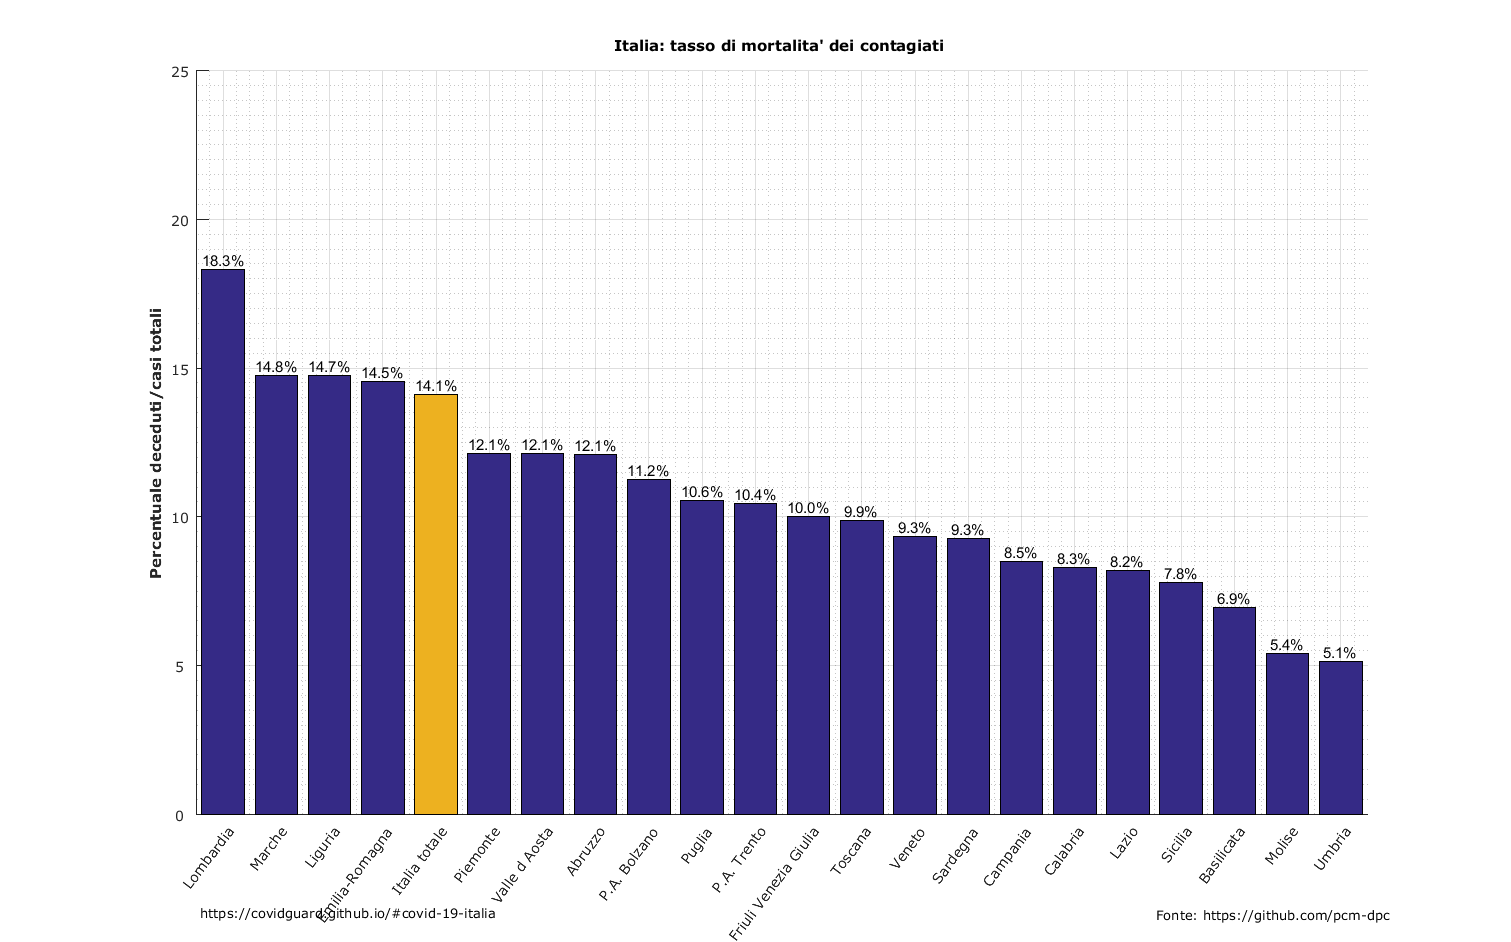 Italia: tasso di mortalita' dei contagiati
Percentuale deceduti/casi totali
25
20
15
10
5
0
18.3%
14.8%
14.7%
14.5%
14.1%
12.1%
12.1%
12.1%
11.2%
10.6%
10.4%
10.0%
9.9%
9.3%
9.3%
8.5%
8.3%
8.2%
7.8%
6.9%
5.4%
5.1%
Lombardia
Marche
Liguria
Emilia-Romagna
Italia totale
Piemonte
Valle d Aosta
Abruzzo
P.A. Bolzano
Puglia
P.A. Trento
Friuli Venezia Giulia
Toscana
Veneto
Sardegna
Campania
Calabria
Lazio
Sicilia
Basilicata
Molise
Umbria
https://covidguard.github.io/#covid-19-italia
Fonte: https://github.com/pcm-dpc